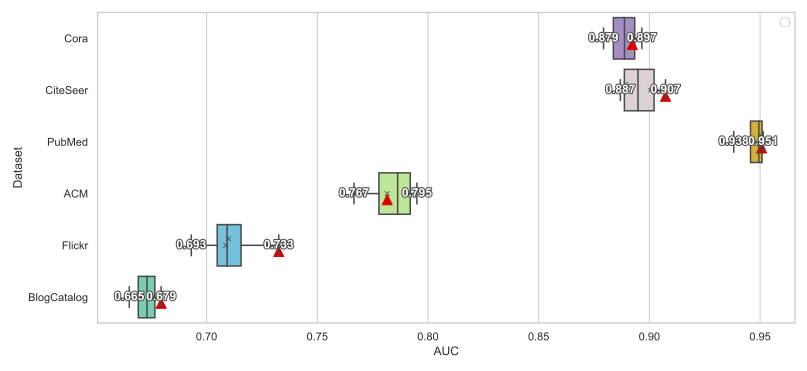 Cora
0.879 0.897
CiteSeer
0.887 0.907
PubMed
0.938 0.951
ACM
0.767 0.795
Flickr
0.693 0.733
BlogCatalog
0.665 0.679
Dataset
0.70 0.75 0.80 0.85 0.90 0.95
AUC